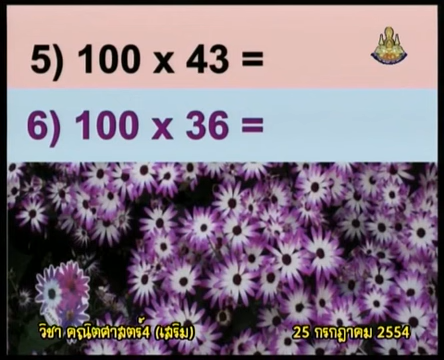 5) 100 x 43 =
6) 100 x 36 =
วิชา คณิตศาสตร์4 (เสริม)
25 กรกฎาคม 2554